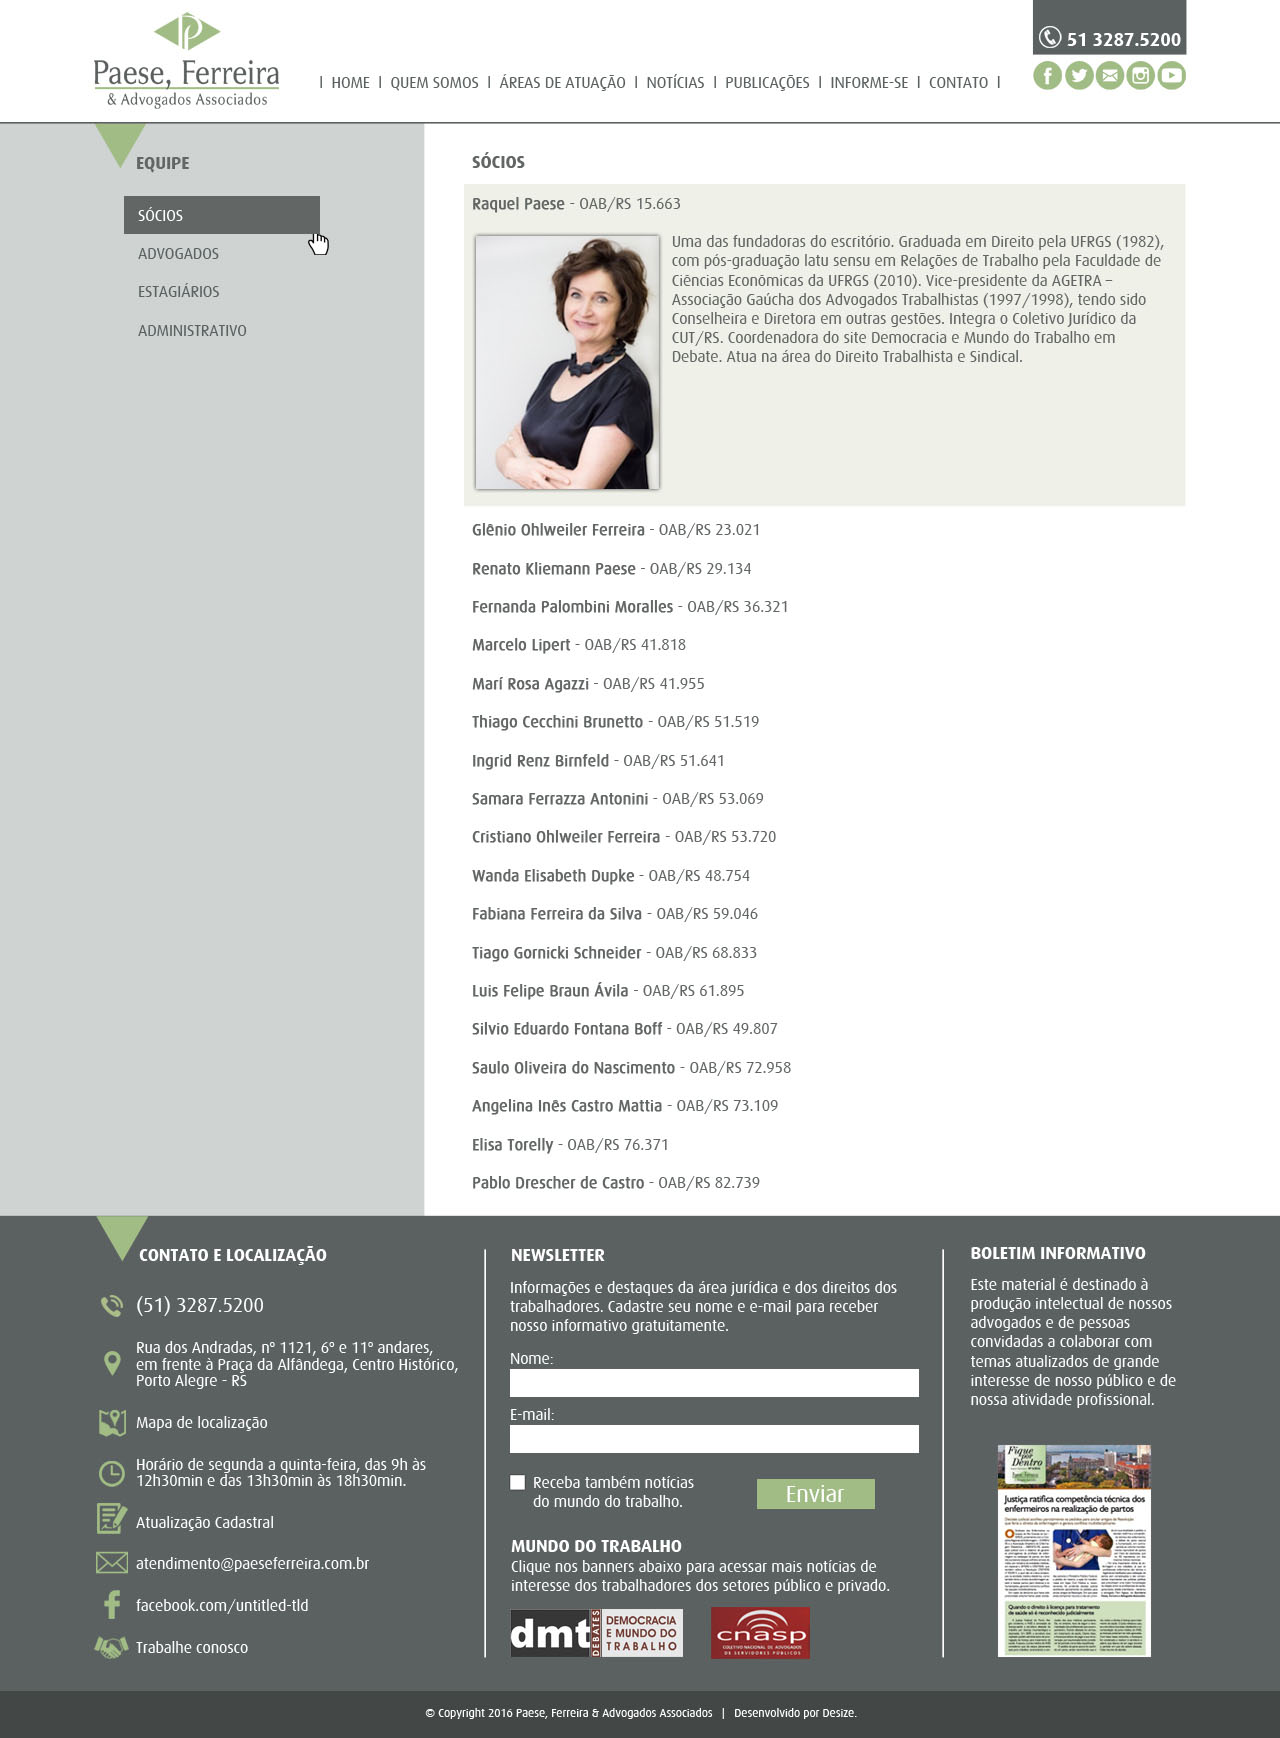 Paese, Ferreira
& Advogados Associados
51 3287.5200
| HOME | QUEM SOMOS | ÁREAS DE ATUAÇÃO | NOTÍCIAS | PUBLICAÇÕES | INFORME-SE | CONTATO |
EQUIPE
SÓCIOS
ADVOGADOS
ESTAGIÁRIOS
ADMINISTRATIVO
SÓCIOS
Raquel Paese - OAB/RS 15.663
Uma das fundadoras do escritório. Graduada em Direito pela UFRGS (1982),
com pós-graduação latu sensu em Relações de Trabalho pela Faculdade de
Ciências Econômicas da UFRGS (2010). Vice-presidente da AGETRA –
Associação Gaúcha dos Advogados Trabalhistas (1997/1998), tendo sido
Conselheira e Diretora em outras gestões. Integra o Coletivo Jurídico da
CUT/RS. Coordenadora do site Democracia e Mundo do Trabalho em
Debate. Atua na área do Direito Trabalhista e Sindical.
Glênio Ohlweiler Ferreira - OAB/RS 23.021
Renato Kliemann Paese - OAB/RS 29.134
Fernanda Palombini Moralles - OAB/RS 36.321
Marcelo Lipert - OAB/RS 41.818
Marí Rosa Agazzi - OAB/RS 41.955
Thiago Cecchini Brunetto - OAB/RS 51.519
Ingrid Renz Birnfeld - OAB/RS 51.641
Samara Ferrazza Antonini - OAB/RS 53.069
Cristiano Ohlweiler Ferreira - OAB/RS 53.720
Wanda Elisabeth Dupke - OAB/RS 48.754
Fabiana Ferreira da Silva - OAB/RS 59.046
Tiago Gornicki Schneider - OAB/RS 68.833
Luis Felipe Braun Ávila - OAB/RS 61.895
Silvio Eduardo Fontana Boff - OAB/RS 49.807
Saulo Oliveira do Nascimento - OAB/RS 72.958
Angelina Inês Castro Mattia - OAB/RS 73.109
Elisa Torelly - OAB/RS 76.371
Pablo Drescher de Castro - OAB/RS 82.739
CONTATO E LOCALIZAÇÃO
(51) 3287.5200
Rua dos Andradas, nº 1121, 6º e 11º andares,
em frente à Praça da Alfândega, Centro Histórico,
Porto Alegre - RS
Mapa de localização
Horário de segunda a quinta-feira, das 9h às
12h30min e das 13h30min às 18h30min.
Atualização Cadastral
atendimento@paeseferreira.com.br
facebook.com/untitled-tld
Trabalhe conosco
NEWSLETTER
Informações e destaques da área jurídica e dos direitos dos
trabalhadores. Cadastre seu nome e e-mail para receber
nosso informativo gratuitamente.
Nome:
E-mail:
Receba também notícias
do mundo do trabalho.
Enviar
MUNDO DO TRABALHO
Clique nos banners abaixo para acessar mais notícias de
interesse dos trabalhadores dos setores público e privado.
dmt
DEBATES
DEMOCRACIA
E MUNDO DO
TRABALHO
cnasp
COLETIVO NACIONAL DE ADVOGADOS
DE SERVIDORES PÚBLICOS
BOLETIM INFORMATIVO
Este material é destinado à
produção intelectual de nossos
advogados e de pessoas
convidadas a colaborar com
temas atualizados de grande
interesse de nosso público e de
nossa atividade profissional.
Fique por
Dentro
Justiça ratifica competência técnica dos
enfermeiros na realização de partos
Quando o direito à licença para tratamento
de saúde só é reconhecido judicialmente
© Copyright 2016 Paese, Ferreira & Advogados Associados | Desenvolvido por Desize.